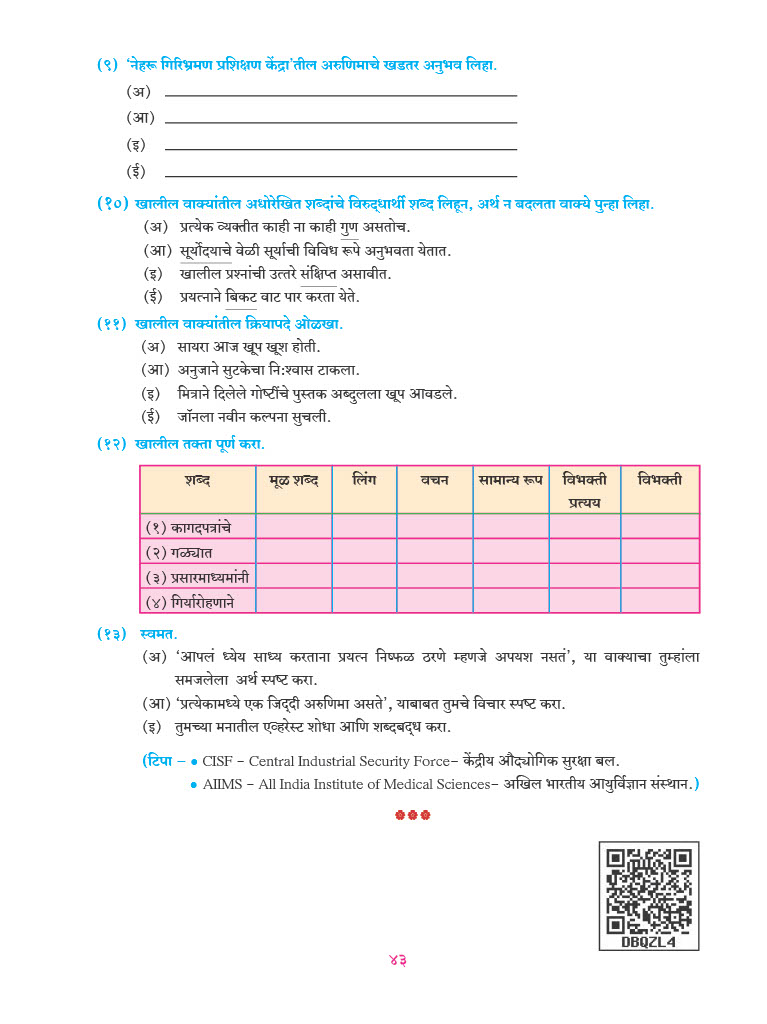 (९) 'नेहरू गिरिभ्रमण प्रशिक्षण केंद्रा'तील अरुणिमाचे खडतर अनुभव लिहा.
(अ)
(आ)
(इ)
(ई)
(१०) खालील वाक्यांतील अधोरेखित शब्दांचे विरुद्धार्थी शब्द लिहून, अर्थ न बदलता वाक्ये पुन्हा लिहा.
(अ) प्रत्येक व्यक्तीत काही ना काही गुण असतोच.
(आ) सूर्योदयाचे वेळी सूर्याची विविध रूपे अनुभवता येतात.
(इ) खालील प्रश्नांची उत्तरे संक्षिप्त असावीत.
(ई) प्रयत्नाने बिकट वाट पार करता येते.
(११) खालील वाक्यांतील क्रियापदे ओळखा.
(अ) सायरा आज खूप खूश होती.
(आ) अनुजाने सुटकेचा नि:श्वास टाकला.
(इ) मित्राने दिलेले गोष्टींचे पुस्तक अब्दुलला खूप आवडले.
(ई) जॉनला नवीन कल्पना सुचली.
(१२) खालील तक्ता पूर्ण करा.
शब्द मूळ शब्द लिंग वचन सामान्य रूप विभक्ती प्रत्यय विभक्ती
(१) कागदपत्रांचे
(२) गळ्यात
(३) प्रसारमाध्यमांनी
(४) गिर्यारोहणाने
(१३) स्वमत.
(अ) 'आपलं ध्येय साध्य करताना प्रयत्न निष्फळ ठरणे म्हणजे अपयश नसतं', या वाक्याचा तुम्हांला
समजलेला अर्थ स्पष्ट करा.
(आ) 'प्रत्येकामध्ये एक जिद्दी अरुणिमा असते', याबाबत तुमचे विचार स्पष्ट करा.
(इ) तुमच्या मनातील एव्हरेस्ट शोधा आणि शब्दबद्ध करा.
(टिपा – • CISF – Central Industrial Security Force– केंद्रीय औद्योगिक सुरक्षा बल.
• AIIMS – All India Institute of Medical Sciences– अखिल भारतीय आयुर्विज्ञान संस्थान.)
DBQZL4
४३